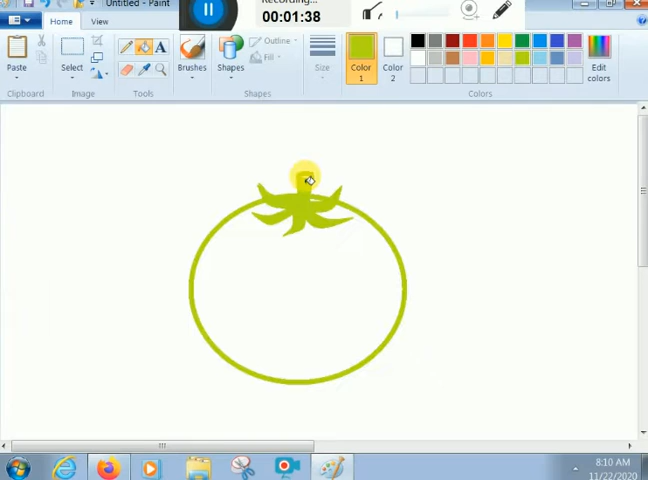 Untitled - Paint
Recording...
00:01:38
Home View
Paste
Select
A
Brushes
Shapes
Outline
Fill
Size
Color 1
Color 2
Edit colors
Clipboard Image Tools Shapes Colors
8:10 AM
11/22/2020